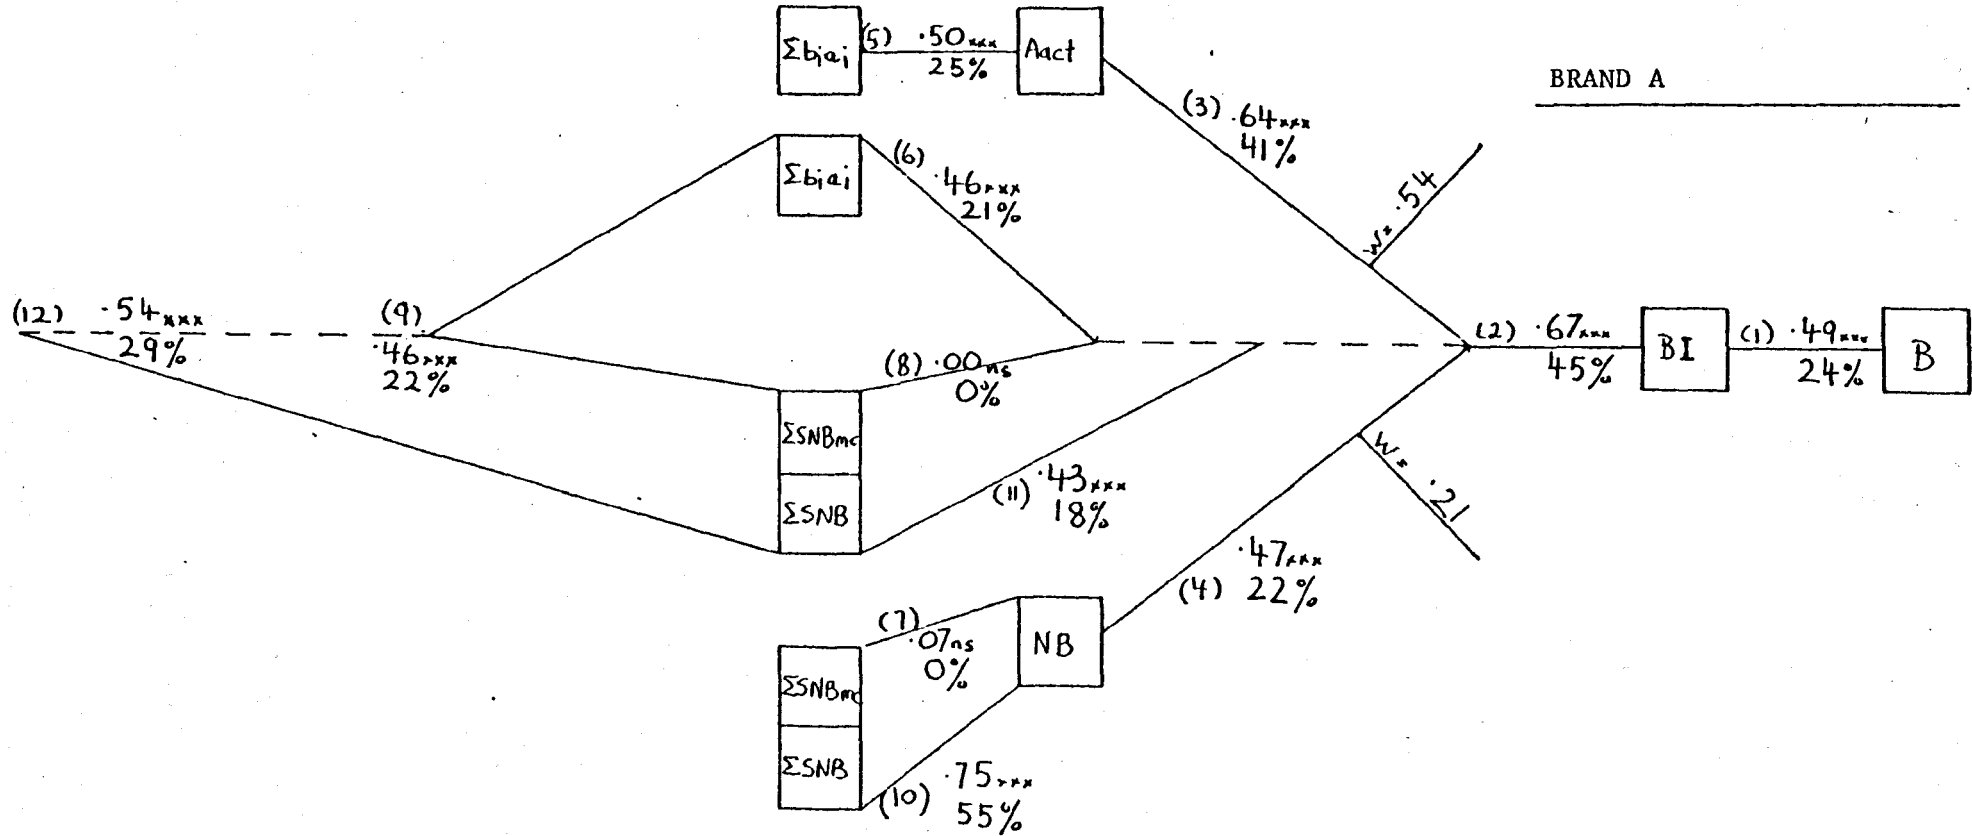 BRAND A
Σbiai
(5) ·50xxx
25%
Aact
(3) ·64xxx
41%
W= ·54
Σbiai
(6) ·46xxx
21%
(12) ·54xxx
29%
(9)
·46xxx
22%
(8) ·00ns
0%
(2) ·67xxx
45%
BI
(1) ·49xxx
24%
B
ΣSNBmc
ΣSNB
(11) ·43xxx
18%
W= ·21
(4) ·47xxx
22%
(7)
·07ns
0%
NB
ΣSNBmc
ΣSNB
(10) ·75xxx
55%